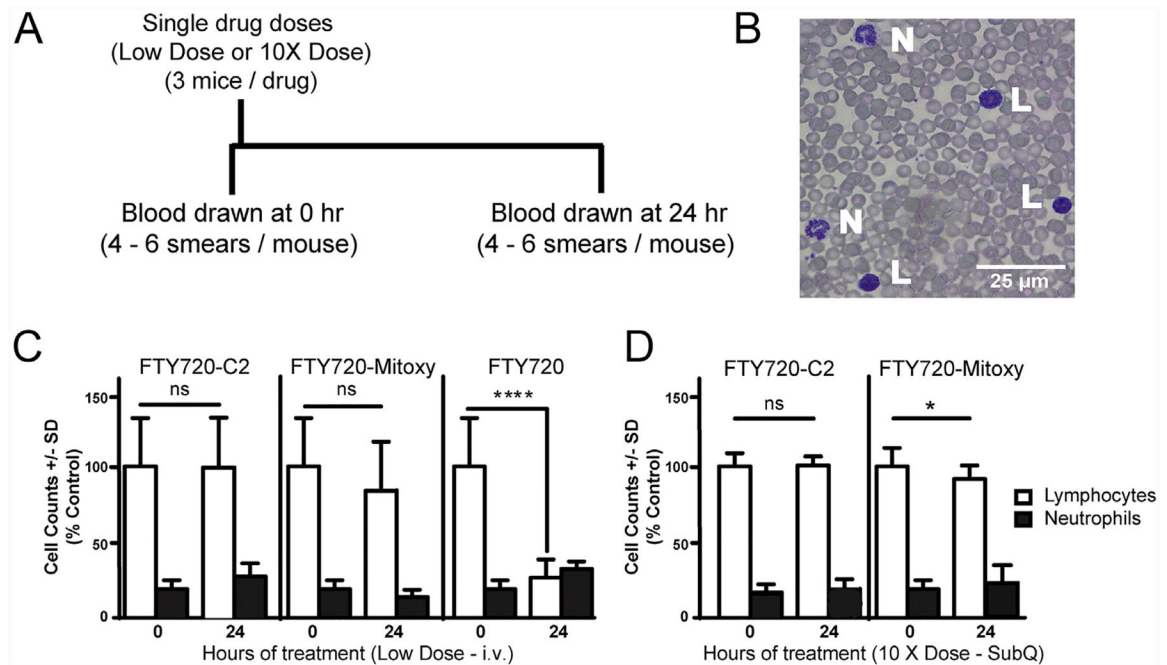 A
Single drug doses
(Low Dose or 10X Dose)
(3 mice / drug)
Blood drawn at 0 hr
(4 - 6 smears / mouse)
Blood drawn at 24 hr
(4 - 6 smears / mouse)
B
N
L
L
N
L
25 µm
C
FTY720-C2
FTY720-Mitoxy
FTY720
ns
ns
****
Cell Counts +/- SD
(% Control)
150
100
50
0
0
24
0
24
0
24
Hours of treatment (Low Dose - i.v.)
D
FTY720-C2
FTY720-Mitoxy
ns
*
Cell Counts +/- SD
(% Control)
150
100
50
0
0
24
0
24
Hours of treatment (10 X Dose - SubQ)
Lymphocytes
Neutrophils